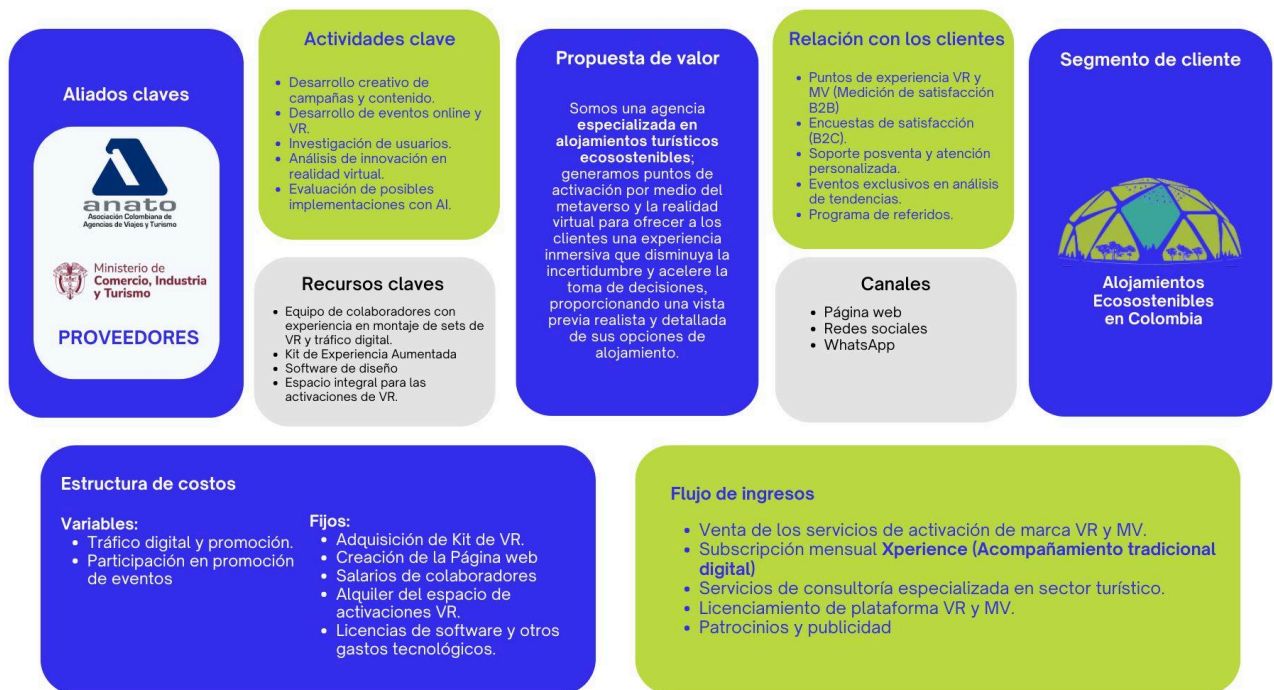 Aliados claves
anato
Asociación Colombiana de
Agencias de Viajes y Turismo
Ministerio de
Comercio, Industria
y Turismo
PROVEEDORES
Actividades clave
• Desarrollo creativo de
campañas y contenido.
• Desarrollo de eventos online y
VR.
• Investigación de usuarios.
• Análisis de innovación en
realidad virtual.
• Evaluación de posibles
implementaciones con AI.
Recursos claves
• Equipo de colaboradores con
experiencia en montaje de sets de
VR y tráfico digital.
• Kit de Experiencia Aumentada
• Software de diseño
• Espacio integral para las
activaciones de VR.
Propuesta de valor
Somos una agencia
especializada en
alojamientos turísticos
ecosostenibles;
generamos puntos de
activación por medio del
metaverso y la realidad
virtual para ofrecer a los
clientes una experiencia
inmersiva que disminuya la
incertidumbre y acelere la
toma de decisiones,
proporcionando una vista
previa realista y detallada
de sus opciones de
alojamiento.
Relación con los clientes
• Puntos de experiencia VR y
MV (Medición de satisfacción
B2B)
• Encuestas de satisfacción
(B2C).
• Soporte posventa y atención
personalizada.
• Eventos exclusivos en análisis
de tendencias.
• Programa de referidos.
Canales
• Página web
• Redes sociales
• WhatsApp
Segmento de cliente
Alojamientos
Ecosostenibles
en Colombia
Estructura de costos
Variables:
• Tráfico digital y promoción.
• Participación en promoción
de eventos
Fijos:
• Adquisición de Kit de VR.
• Creación de la Página web
• Salarios de colaboradores
• Alquiler del espacio de
activaciones VR.
• Licencias de software y otros
gastos tecnológicos.
Flujo de ingresos
• Venta de los servicios de activación de marca VR y MV.
• Subscripción mensual Xperience (Acompañamiento tradicional
digital)
• Servicios de consultoría especializada en sector turístico.
• Licenciamiento de plataforma VR y MV.
• Patrocinios y publicidad